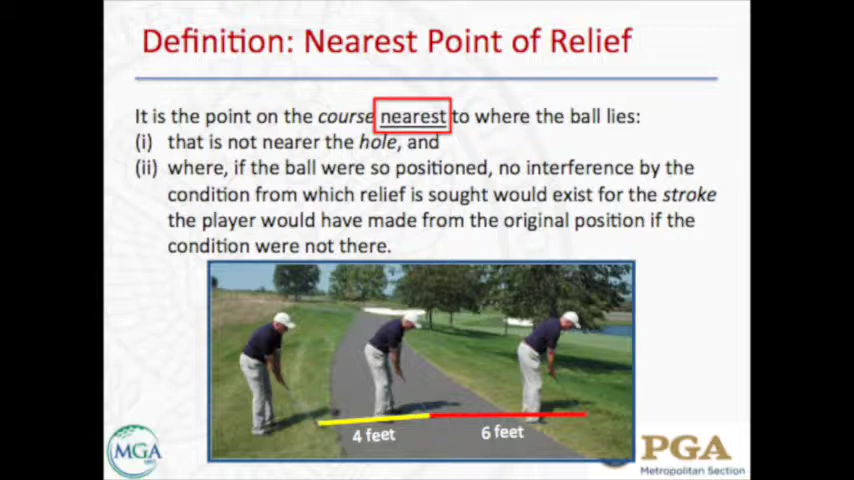 Definition: Nearest Point of Relief
It is the point on the course nearest to where the ball lies:
(i) that is not nearer the hole, and
(ii) where, if the ball were so positioned, no interference by the
condition from which relief is sought would exist for the stroke
the player would have made from the original position if the
condition were not there.
4 feet
6 feet
MGA
PGA
Metropolitan Section